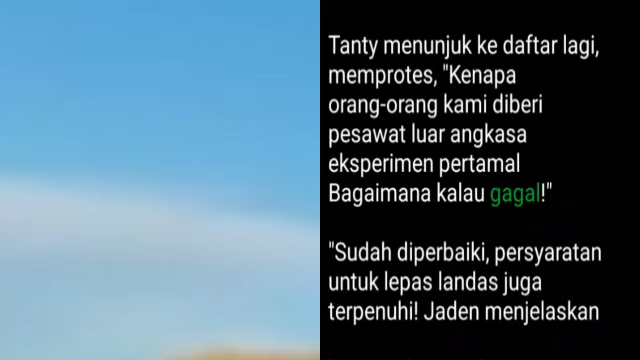 Tanty menunjuk ke daftar lagi,
memprotes, "Kenapa
orang-orang kami diberi
pesawat luar angkasa
eksperimen pertamal
Bagaimana kalau gagal!"
"Sudah diperbaiki, persyaratan
untuk lepas landas juga
terpenuhi! Jaden menjelaskan